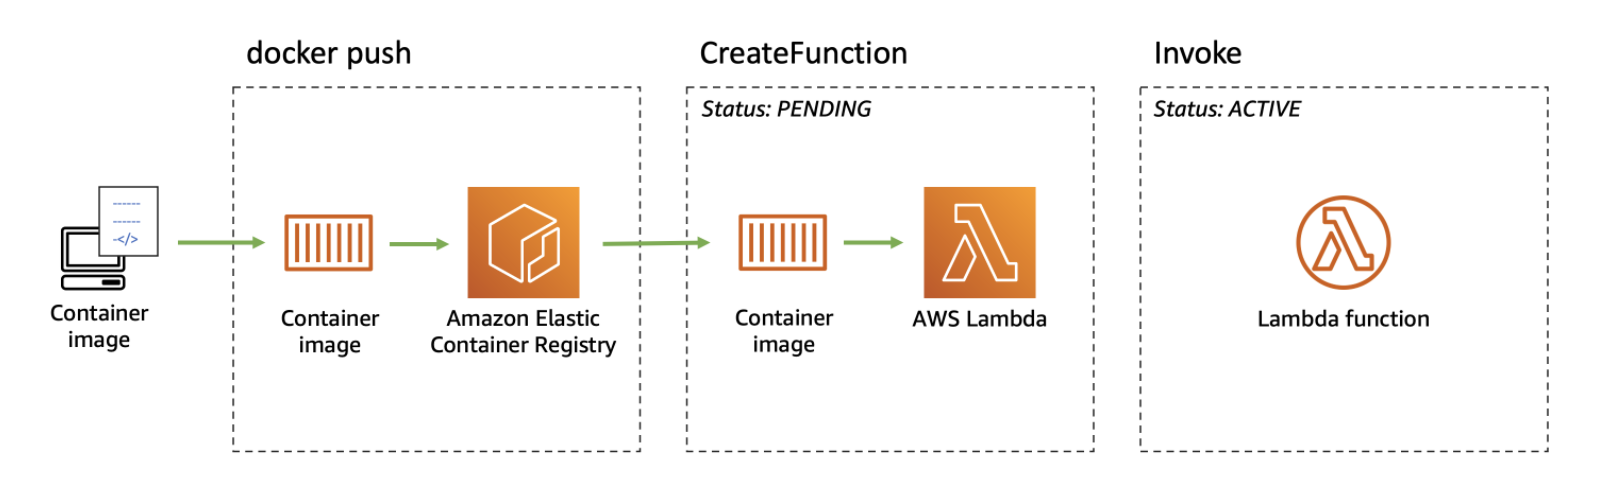 docker push
CreateFunction
Invoke
Status: PENDING
Status: ACTIVE
------
------
-</>
Container
image
Container
image
Amazon Elastic
Container Registry
Container
image
AWS Lambda
Lambda function